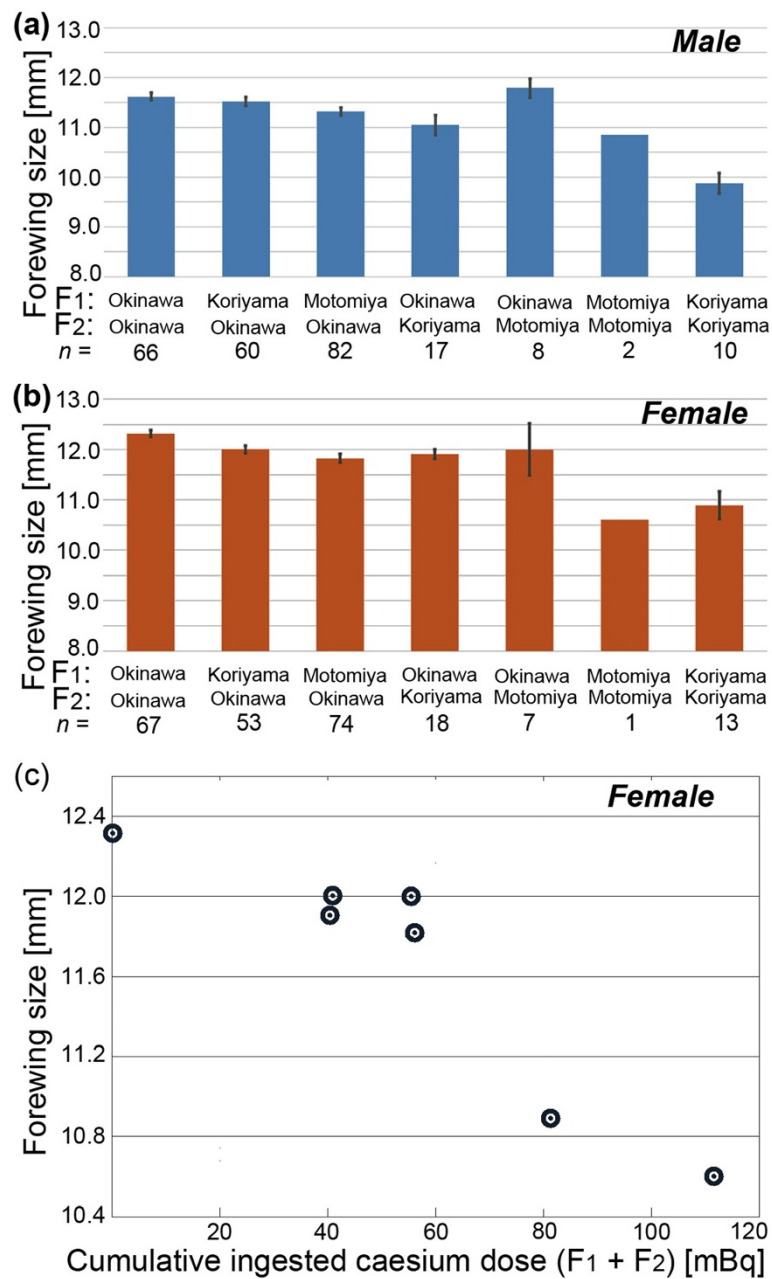 (a)
Male
13.0
12.0
11.0
10.0
9.0
8.0
Forewing size [mm]
F1: Okinawa Koriyama Motomiya Okinawa Okinawa Motomiya Koriyama
F2: Okinawa Okinawa Okinawa Koriyama Motomiya Motomiya Koriyama
n = 66 60 82 17 8 2 10
(b)
Female
13.0
12.0
11.0
10.0
9.0
8.0
Forewing size [mm]
F1: Okinawa Koriyama Motomiya Okinawa Okinawa Motomiya Koriyama
F2: Okinawa Okinawa Okinawa Koriyama Motomiya Motomiya Koriyama
n = 67 53 74 18 7 1 13
(c)
Female
12.4
12.0
11.6
11.2
10.8
10.4
Forewing size [mm]
20 40 60 80 100 120
Cumulative ingested caesium dose (F1 + F2) [mBq]